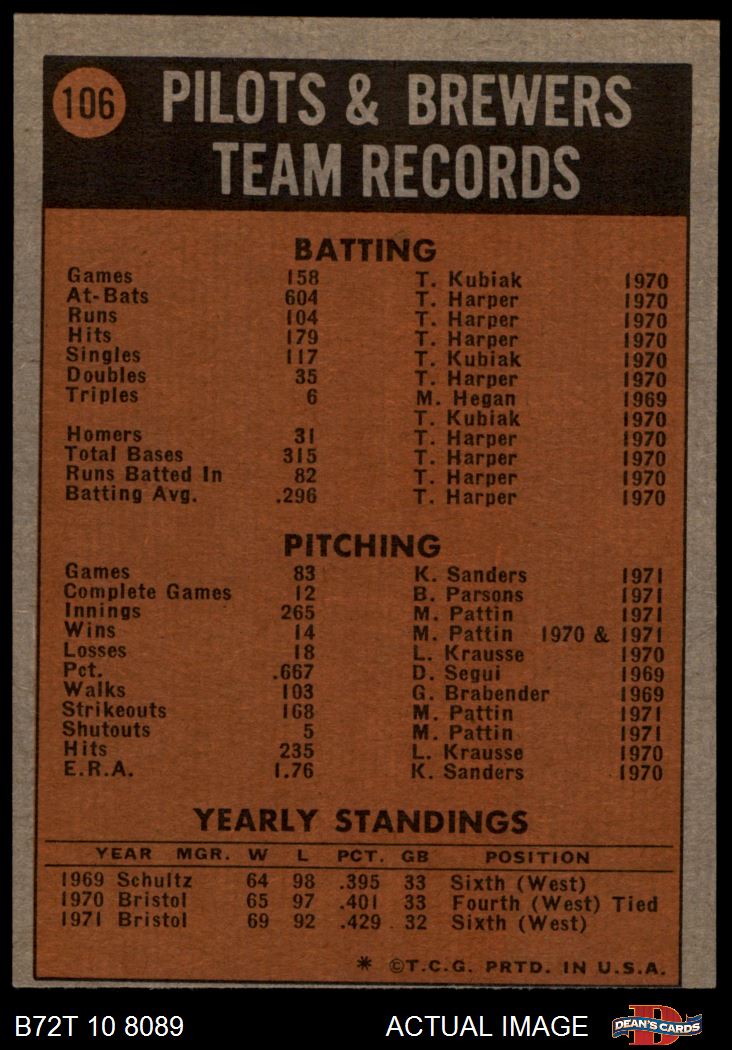 106 PILOTS & BREWERS
TEAM RECORDS
BATTING
Games 158 T. Kubiak 1970
At-Bats 604 T. Harper 1970
Runs 104 T. Harper 1970
Hits 179 T. Harper 1970
Singles 117 T. Kubiak 1970
Doubles 35 T. Harper 1970
Triples 6 M. Hegan 1969
T. Kubiak 1970
Homers 31 T. Harper 1970
Total Bases 315 T. Harper 1970
Runs Batted In 82 T. Harper 1970
Batting Avg. .296 T. Harper 1970
PITCHING
Games 83 K. Sanders 1971
Complete Games 12 B. Parsons 1971
Innings 265 M. Pattin 1971
Wins 14 M. Pattin 1970 & 1971
Losses 18 L. Krausse 1970
Pct. .667 D. Segui 1969
Walks 103 G. Brabender 1969
Strikeouts 168 M. Pattin 1971
Shutouts 5 M. Pattin 1971
Hits 235 L. Krausse 1970
E.R.A. 1.76 K. Sanders 1970
YEARLY STANDINGS
YEAR MGR. W L PCT. GB POSITION
1969 Schultz 64 98 .395 33 Sixth (West)
1970 Bristol 65 97 .401 33 Fourth (West) Tied
1971 Bristol 69 92 .429 32 Sixth (West)
* ©T.C.G. PRTD. IN U.S.A.
B72T 10 8089 ACTUAL IMAGE D DEAN'S CARDS